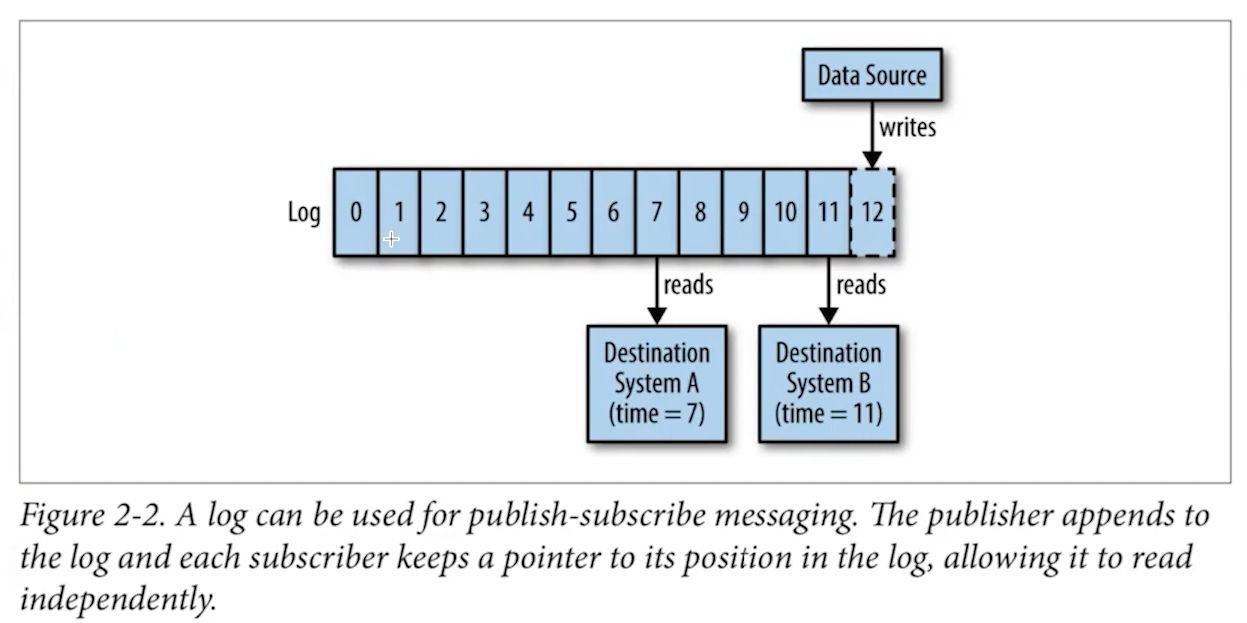 Data Source
writes
Log 0 1 2 3 4 5 6 7 8 9 10 11 12
reads reads
Destination System A (time = 7)
Destination System B (time = 11)
Figure 2-2. A log can be used for publish-subscribe messaging. The publisher appends to
the log and each subscriber keeps a pointer to its position in the log, allowing it to read
independently.